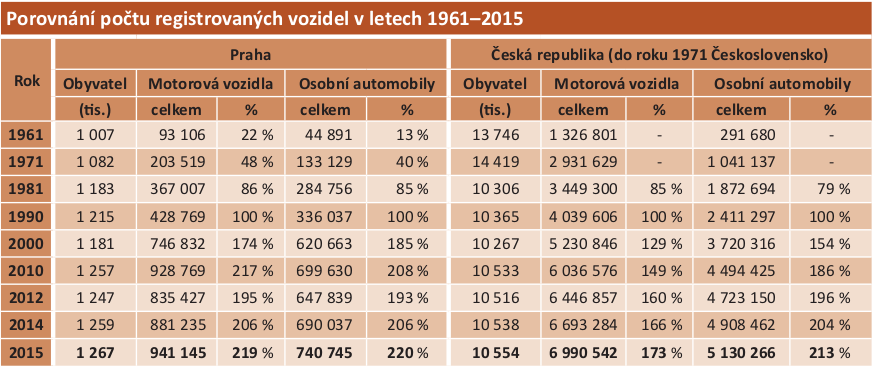 Porovnání počtu registrovaných vozidel v letech 1961–2015
Rok Praha Česká republika (do roku 1971 Československo)
Obyvatel Motorová vozidla Osobní automobily Obyvatel Motorová vozidla Osobní automobily
(tis.) celkem % celkem % (tis.) celkem % celkem %
1961 1 007 93 106 22 % 44 891 13 % 13 746 1 326 801 - 291 680 -
1971 1 082 203 519 48 % 133 129 40 % 14 419 2 931 629 - 1 041 137 -
1981 1 183 367 007 86 % 284 756 85 % 10 306 3 449 300 85 % 1 872 694 79 %
1990 1 215 428 769 100 % 336 037 100 % 10 365 4 039 606 100 % 2 411 297 100 %
2000 1 181 746 832 174 % 620 663 185 % 10 267 5 230 846 129 % 3 720 316 154 %
2010 1 257 928 769 217 % 699 630 208 % 10 533 6 036 576 149 % 4 494 425 186 %
2012 1 247 835 427 195 % 647 839 193 % 10 516 6 446 857 160 % 4 723 150 196 %
2014 1 259 881 235 206 % 690 037 206 % 10 538 6 693 284 166 % 4 908 462 204 %
2015 1 267 941 145 219 % 740 745 220 % 10 554 6 990 542 173 % 5 130 266 213 %